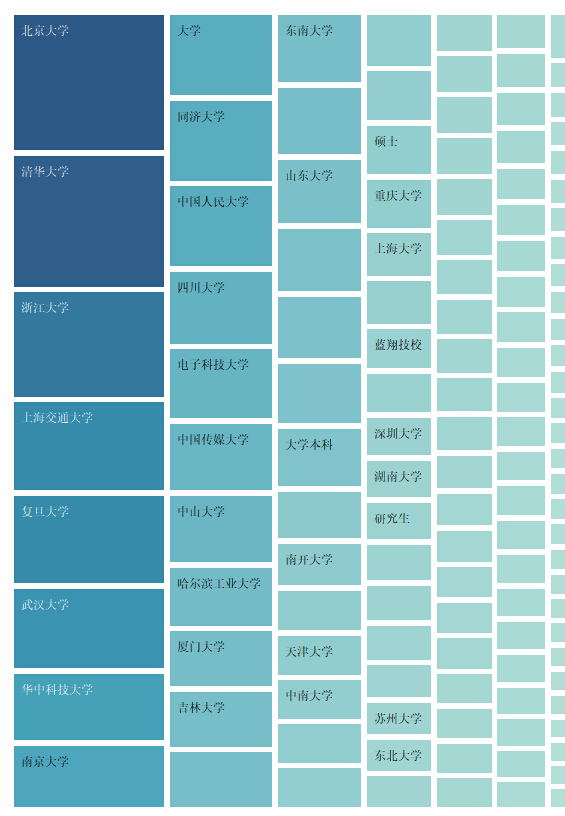 北京大学
清华大学
浙江大学
上海交通大学
复旦大学
武汉大学
华中科技大学
南京大学
大学
同济大学
中国人民大学
四川大学
电子科技大学
中国传媒大学
中山大学
哈尔滨工业大学
厦门大学
吉林大学
东南大学
山东大学
大学本科
南开大学
天津大学
中南大学
硕士
重庆大学
上海大学
蓝翔技校
深圳大学
湖南大学
研究生
苏州大学
东北大学